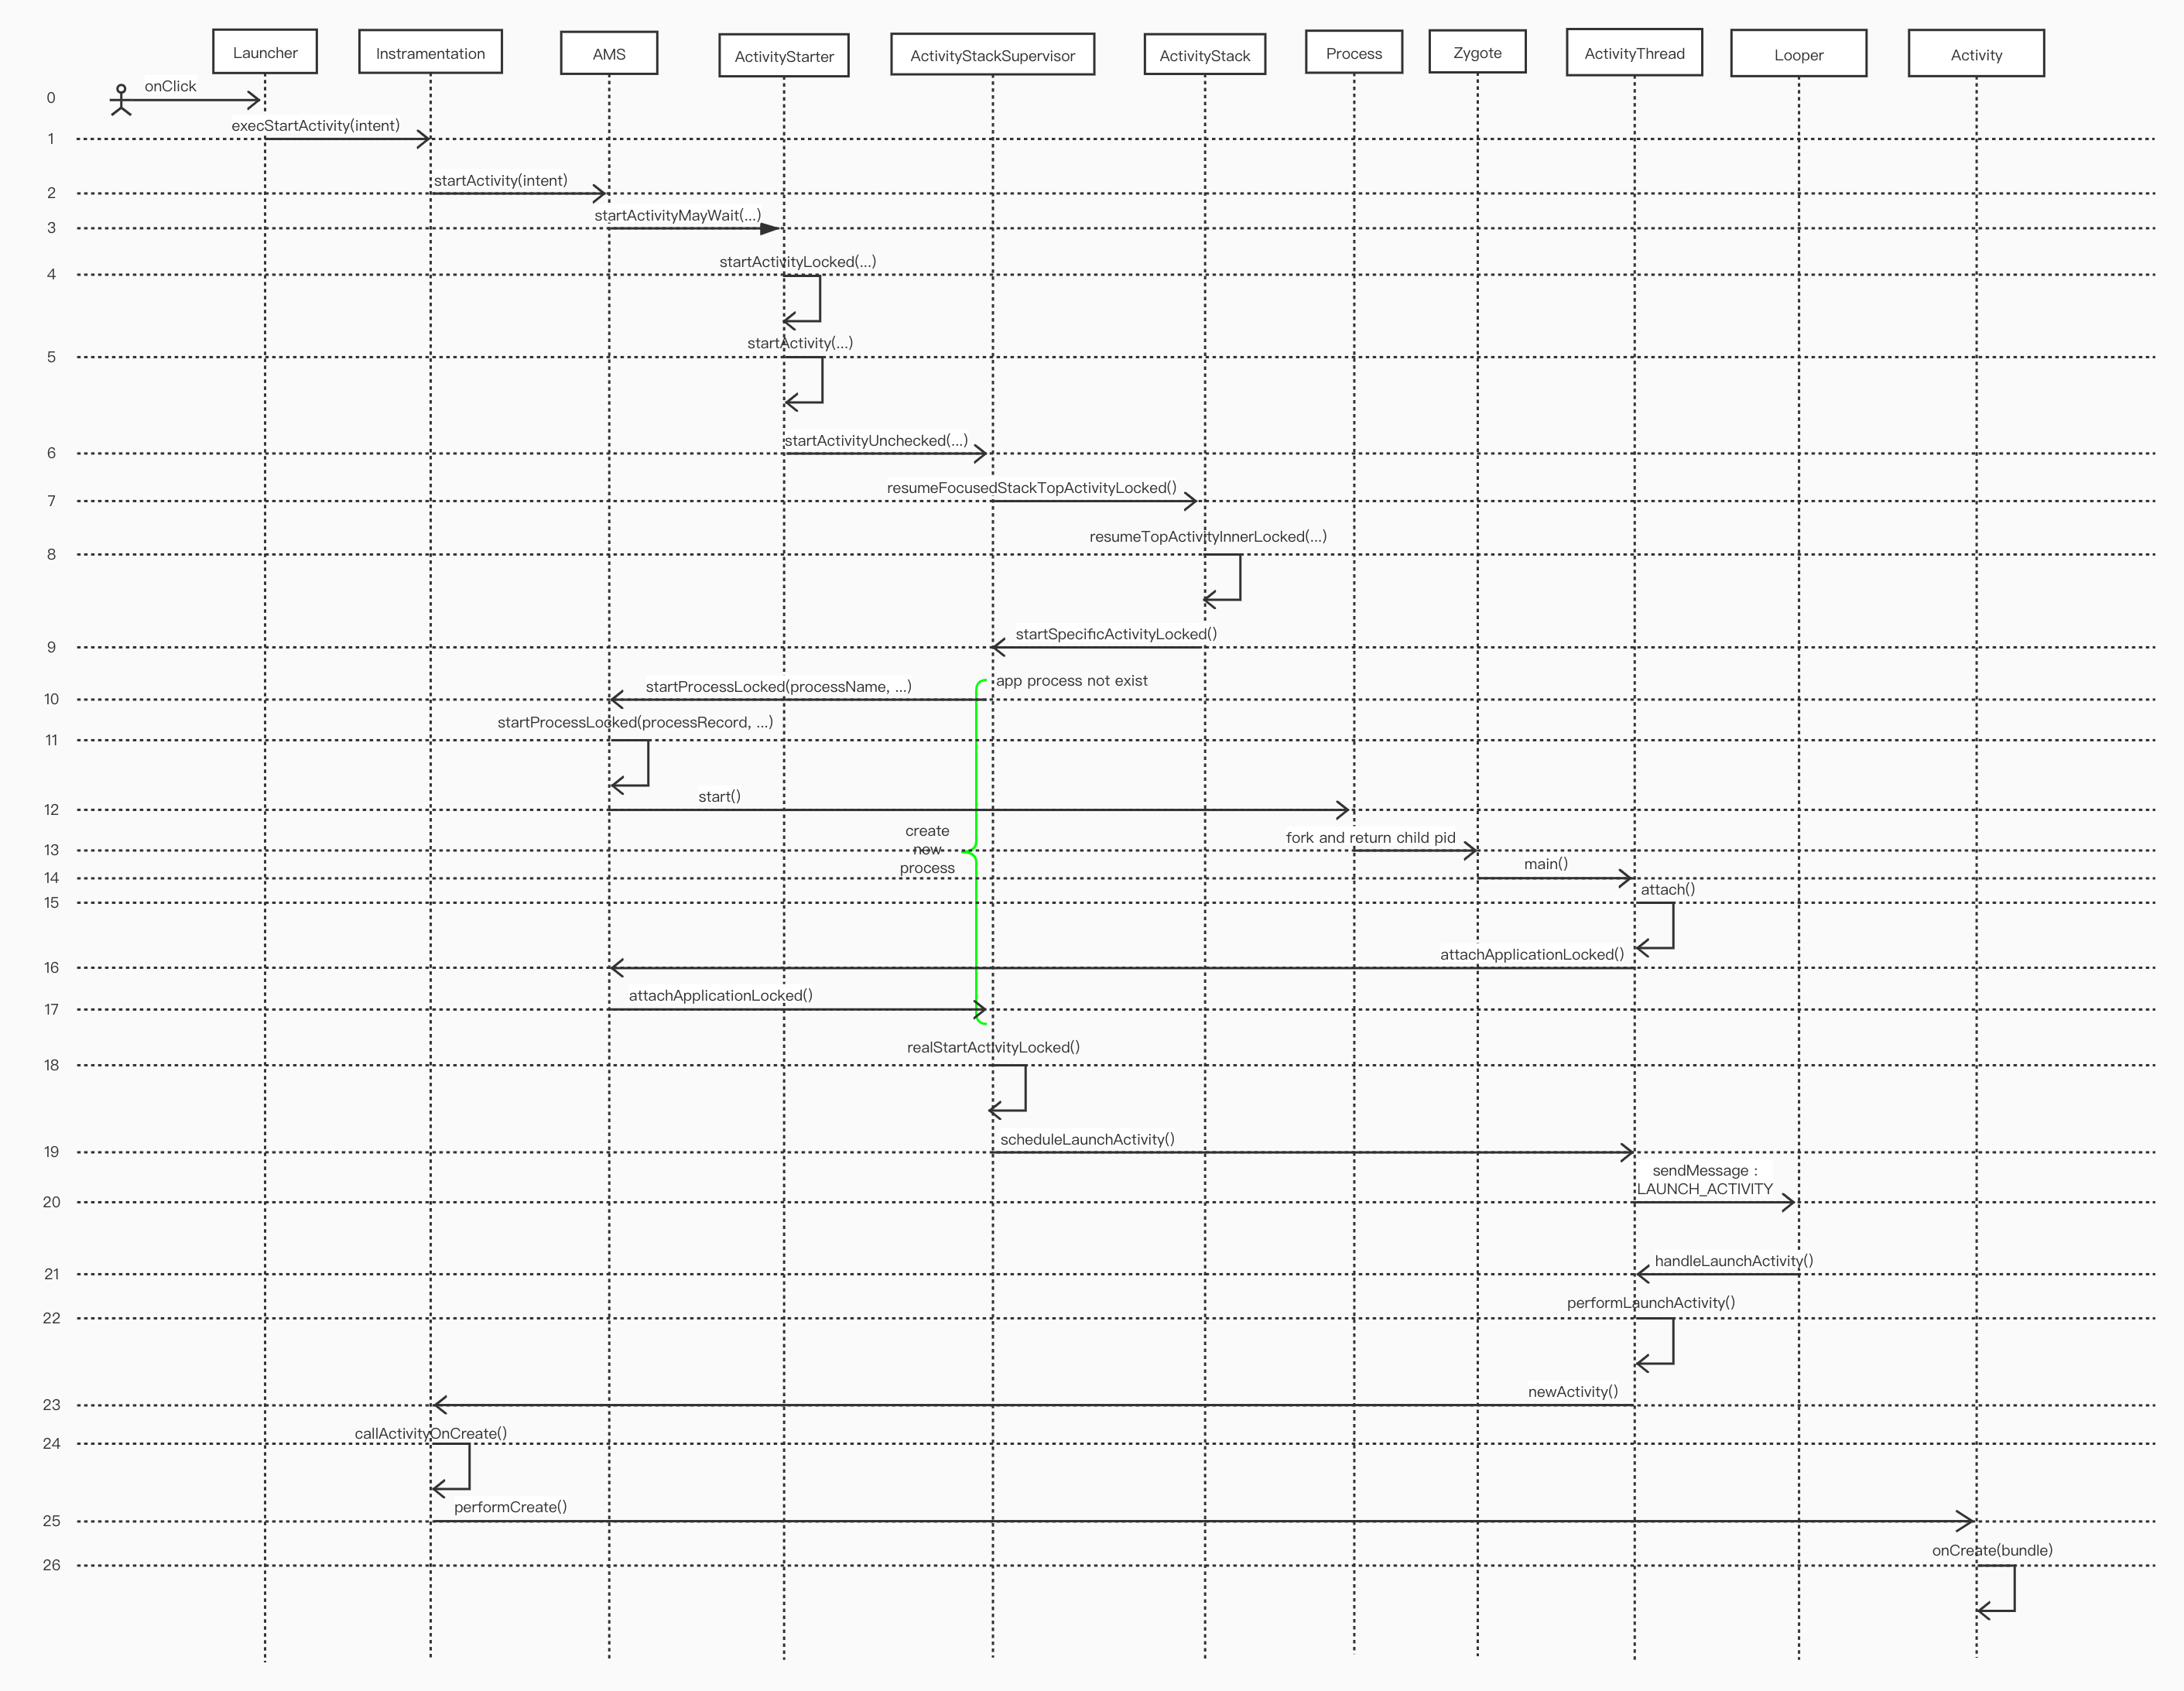 Launcher
Instramentation
AMS
ActivityStarter
ActivityStackSupervisor
ActivityStack
Process
Zygote
ActivityThread
Looper
Activity
0
onClick
1
execStartActivity(intent)
2
startActivity(intent)
3
startActivityMayWait(...)
4
startActivityLocked(...)
5
startActivity(...)
6
startActivityUnchecked(...)
7
resumeFocusedStackTopActivityLocked()
8
resumeTopActivityInnerLocked(...)
9
startSpecificActivityLocked()
app process not exist
10
startProcessLocked(processName, ...)
11
startProcessLocked(processRecord, ...)
12
start()
create
new
process
13
fork and return child pid
14
main()
15
attach()
16
attachApplicationLocked()
17
attachApplicationLocked()
18
realStartActivityLocked()
19
scheduleLaunchActivity()
20
sendMessage :
LAUNCH_ACTIVITY
21
handleLaunchActivity()
22
performLaunchActivity()
23
newActivity()
24
callActivityOnCreate()
25
performCreate()
26
onCreate(bundle)